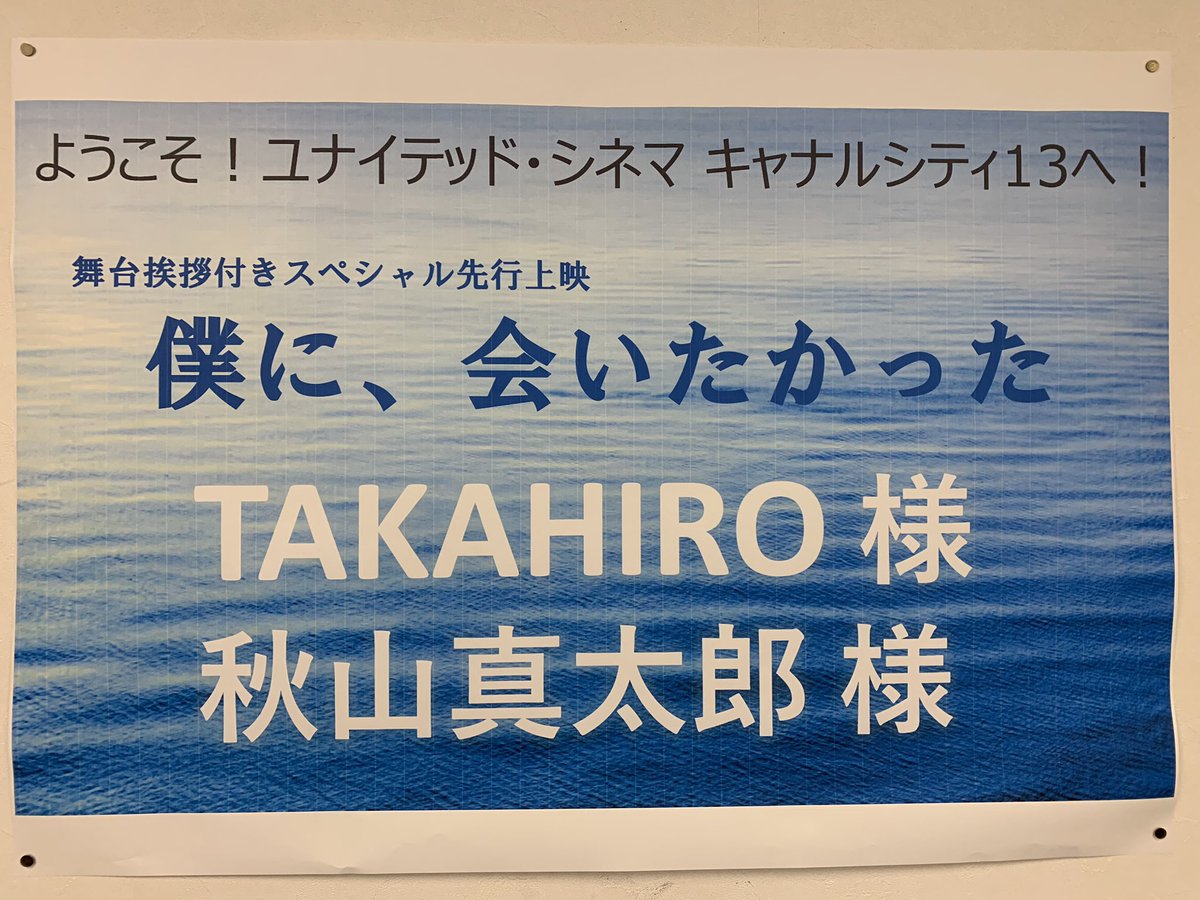 ようこそ！ユナイテッド・シネマ キャナルシティ13へ！
舞台挨拶付きスペシャル先行上映
僕に、会いたかった
TAKAHIRO 様
秋山真太郎 様